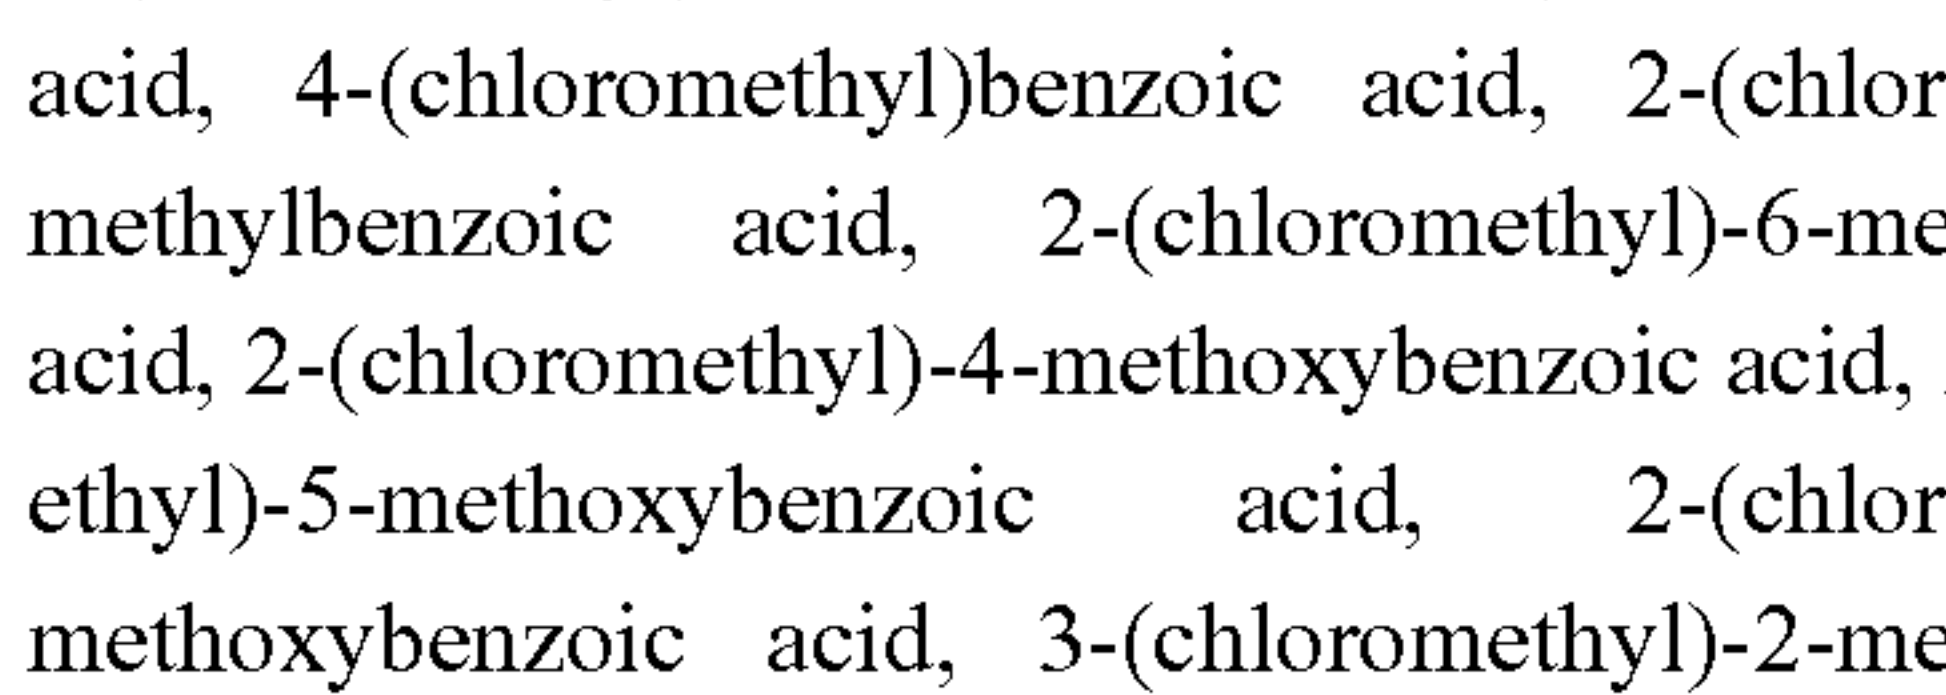 acid, 4-(chloromethyl)benzoic acid, 2-(chlor
methylbenzoic acid, 2-(chloromethyl)-6-me
acid, 2-(chloromethyl)-4-methoxybenzoic acid,
ethyl)-5-methoxybenzoic acid, 2-(chlor
methoxybenzoic acid, 3-(chloromethyl)-2-me